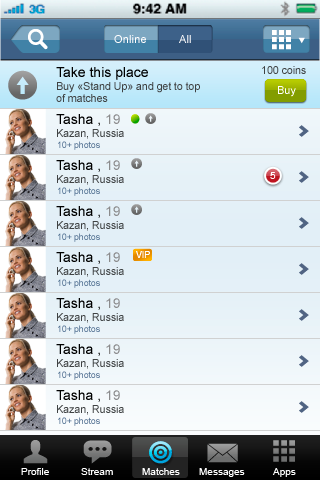 3G 9:42 AM
Online All
Take this place 100 coins
Buy «Stand Up» and get to top
of matches
Buy
Tasha , 19
Kazan, Russia
10+ photos
Tasha , 19
Kazan, Russia 5
10+ photos
Tasha , 19
Kazan, Russia
10+ photos
Tasha , 19 VIP
Kazan, Russia
10+ photos
Tasha , 19
Kazan, Russia
10+ photos
Tasha , 19
Kazan, Russia
10+ photos
Tasha , 19
Kazan, Russia
10+ photos
Profile Stream Matches Messages Apps